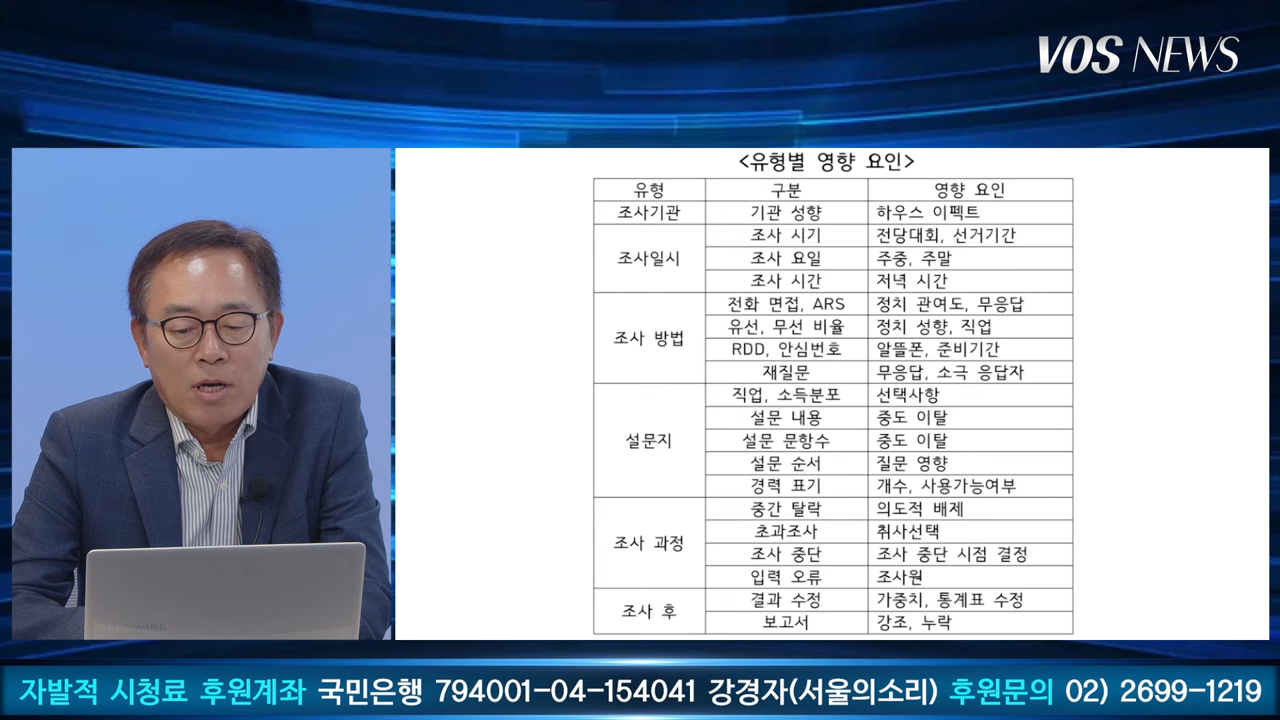 VOS NEWS
<유형별 영향 요인>
유형 구분 영향 요인
조사기관 기관 성향 하우스 이펙트
조사일시 조사 시기 전당대회, 선거기간
조사 요일 주중, 주말
조사 시간 저녁 시간
조사 방법 전화 면접, ARS 정치 관여도, 무응답
유선, 무선 비율 정치 성향, 직업
RDD, 안심번호 알뜰폰, 준비기간
재질문 무응답, 소극 응답자
설문지 직업, 소득분포 선택사항
설문 내용 중도 이탈
설문 문항수 중도 이탈
설문 순서 질문 영향
경력 표기 개수, 사용가능여부
조사 과정 중간 탈락 의도적 배제
초과조사 취사선택
조사 중단 조사 중단 시점 결정
입력 오류 조사원
조사 후 결과 수정 가중치, 통계표 수정
보고서 강조, 누락
자발적 시청료 후원계좌 국민은행 794001-04-154041 강경자(서울의소리) 후원문의 02) 2699-1219